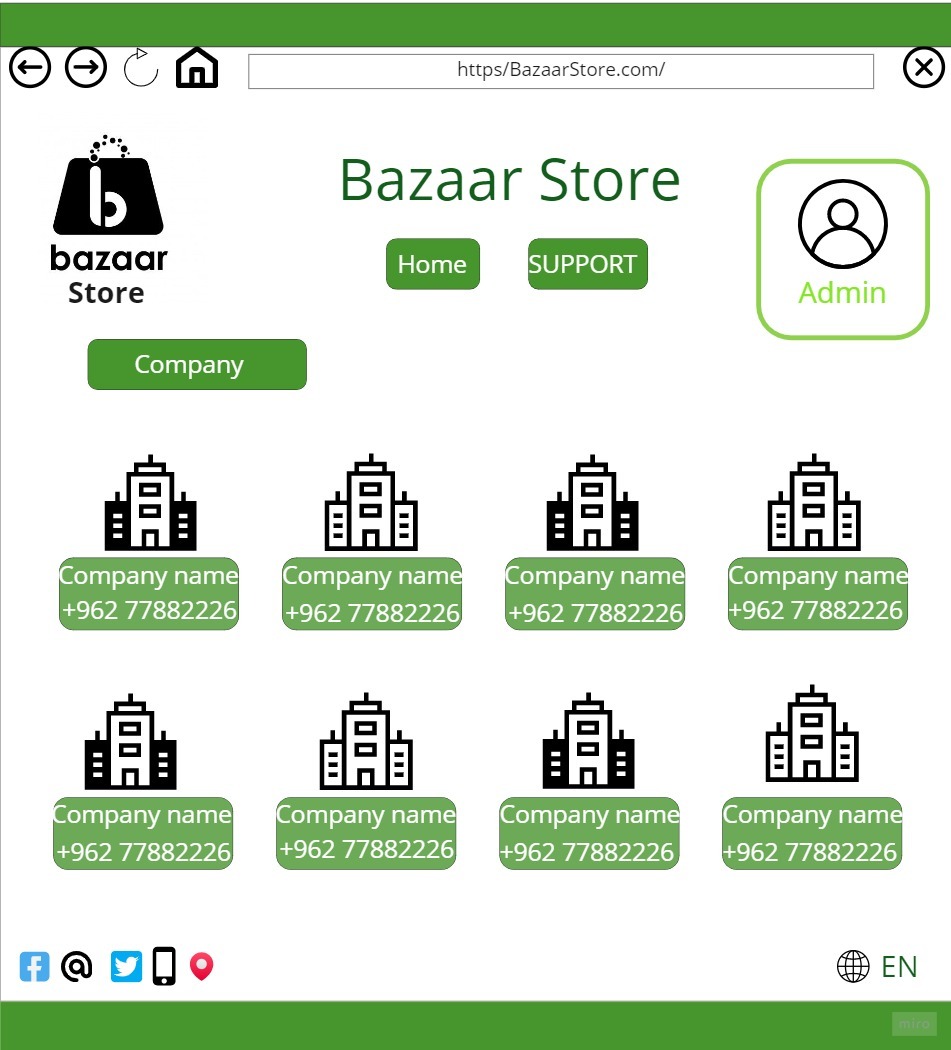 https/BazaarStore.com/
bazaar
Store
Bazaar Store
Home
SUPPORT
Admin
Company
Company name
+962 77882226
Company name
+962 77882226
Company name
+962 77882226
Company name
+962 77882226
Company name
+962 77882226
Company name
+962 77882226
Company name
+962 77882226
Company name
+962 77882226
EN
miro